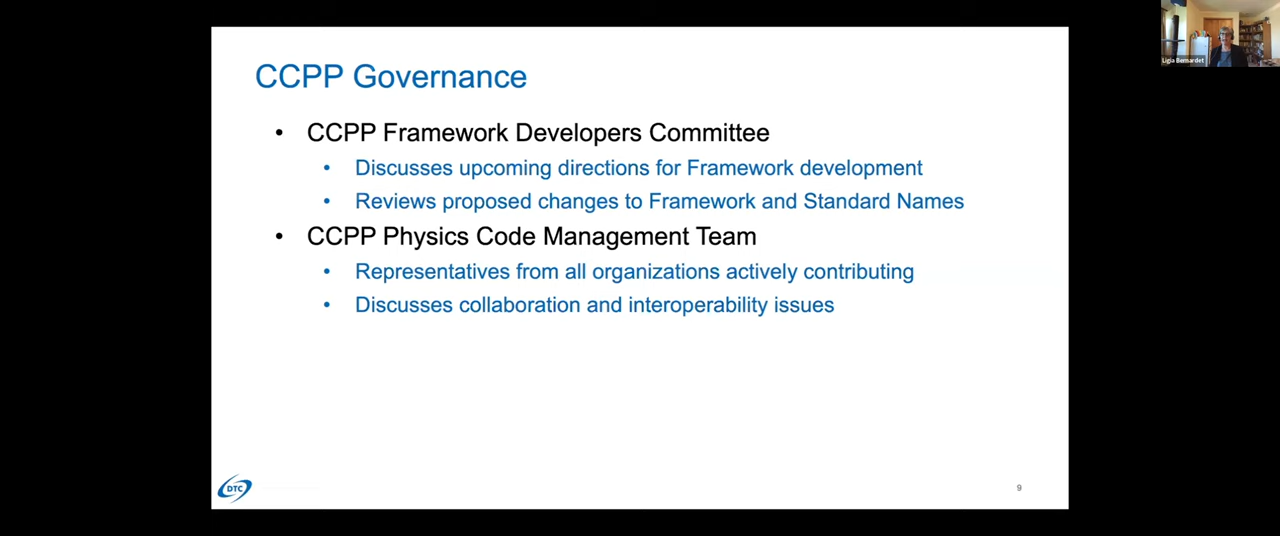 Ligia Bernardet
CCPP Governance
• CCPP Framework Developers Committee
• Discusses upcoming directions for Framework development
• Reviews proposed changes to Framework and Standard Names
• CCPP Physics Code Management Team
• Representatives from all organizations actively contributing
• Discusses collaboration and interoperability issues
DTC
9